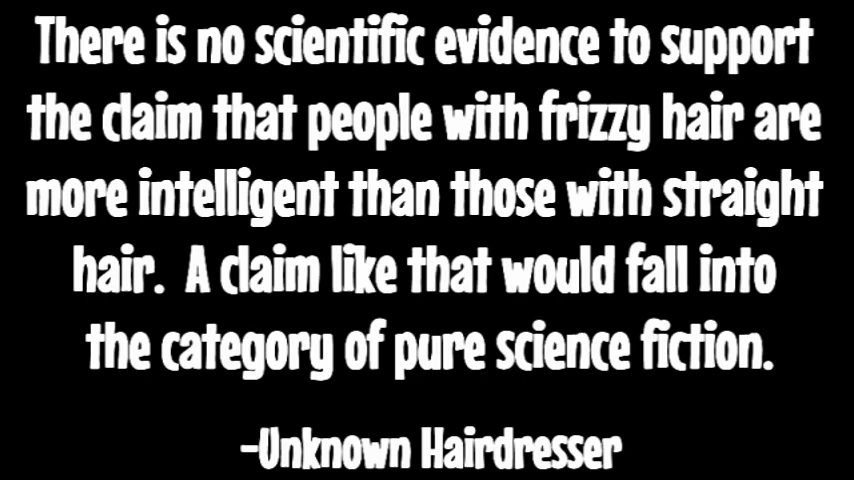 There is no scientific evidence to support
the claim that people with frizzy hair are
more intelligent than those with straight
hair.  A claim like that would fall into
the category of pure science fiction.
-Unknown Hairdresser